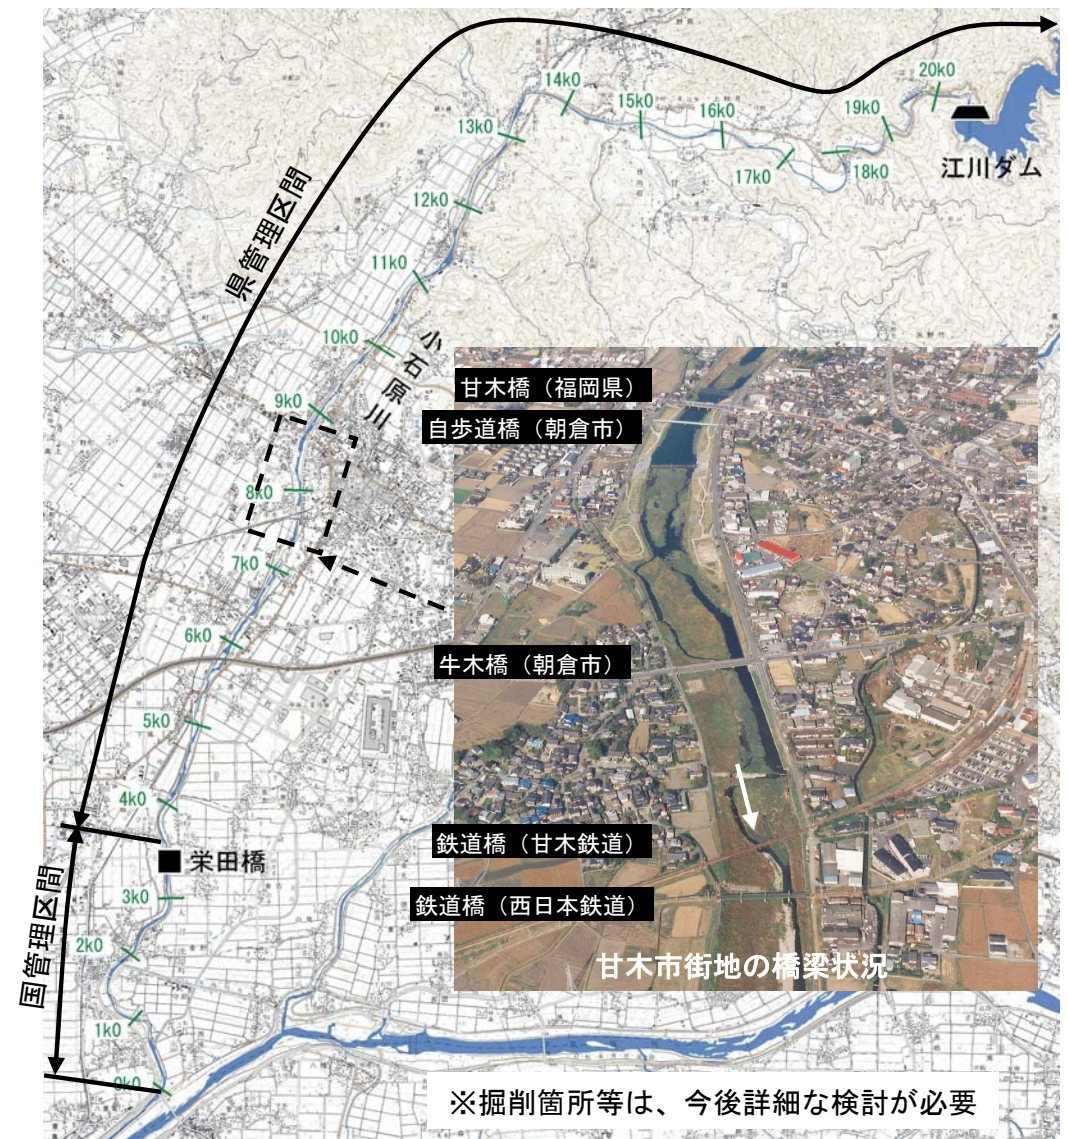 20k0
14k0
15k0
16k0
19k0
13k0
17k0
18k0
江川ダム
12k0
県管理区間
11k0
10k0
小石原川
9k0
甘木橋（福岡県）
自歩道橋（朝倉市）
8k0
7k0
6k0
牛木橋（朝倉市）
5k0
4k0
鉄道橋（甘木鉄道）
栄田橋
3k0
鉄道橋（西日本鉄道）
国管理区間
2k0
甘木市街地の橋梁状況
1k0
0k0
※掘削箇所等は、今後詳細な検討が必要